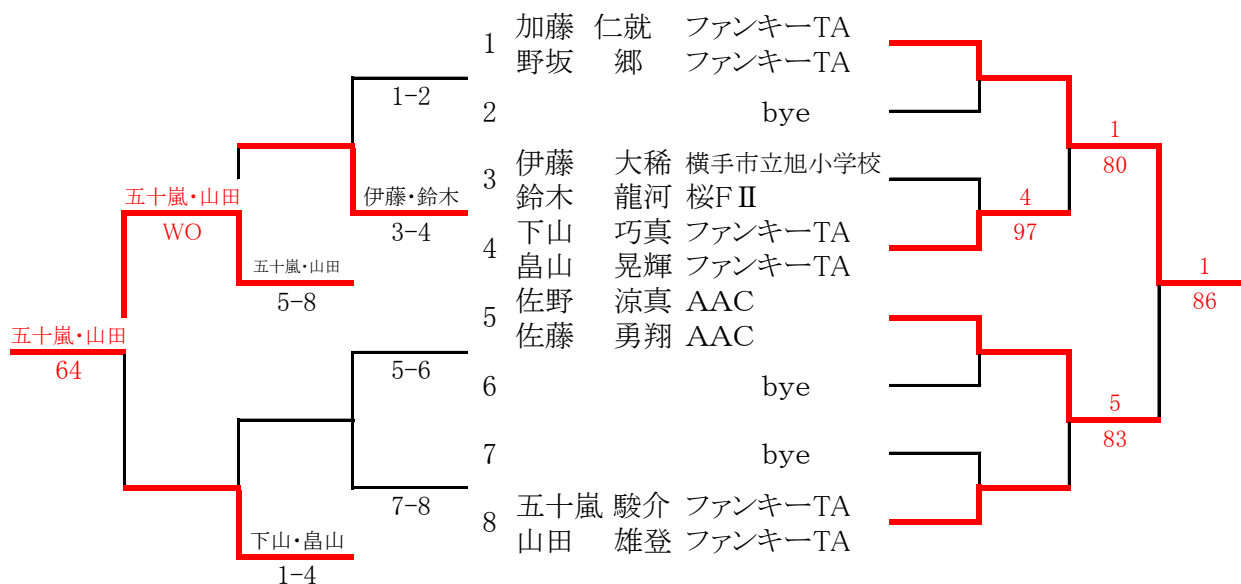 1 加藤 仁就 ファンキーTA
野坂 郷 ファンキーTA
2 bye
3 伊藤 大稀 横手市立旭小学校
鈴木 龍河 桜FⅡ
4 下山 巧真 ファンキーTA
畠山 晃輝 ファンキーTA
5 佐野 涼真 AAC
佐藤 勇翔 AAC
6 bye
7 bye
8 五十嵐 駿介 ファンキーTA
山田 雄登 ファンキーTA
1-2
伊藤・鈴木
3-4
五十嵐・山田
WO
五十嵐・山田
5-8
五十嵐・山田
64
5-6
7-8
下山・畠山
1-4
4
97
1
80
1
86
5
83